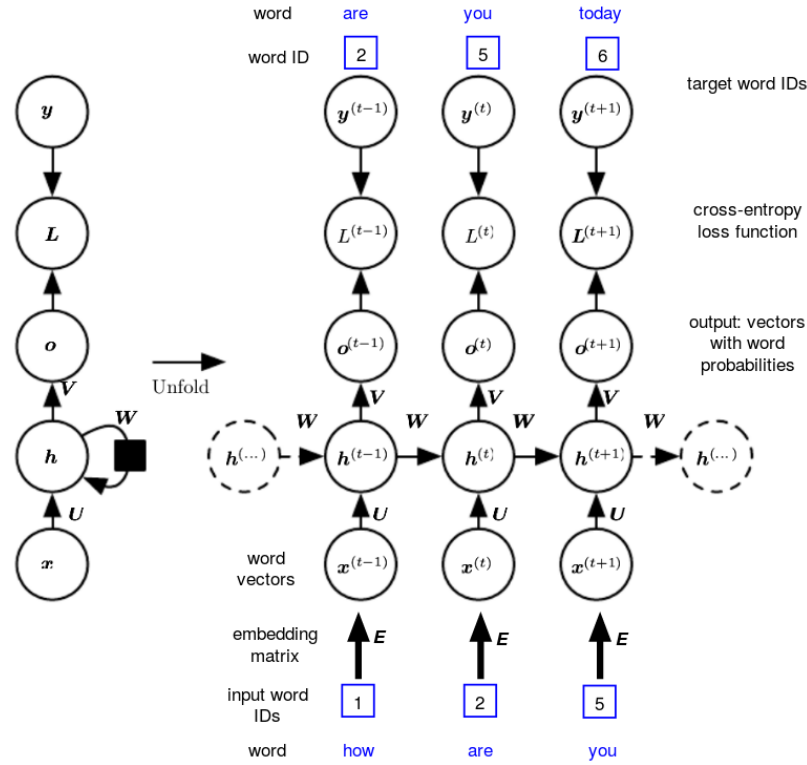 word are you today
word ID 2 5 6
y y(t−1) y(t) y(t+1) target word IDs
L L(t−1) L(t) L(t+1) cross-entropy
loss function
o o(t−1) o(t) o(t+1) output: vectors
with word
probabilities
Unfold
V V V V
W W W W W
h h(...) h(t−1) h(t) h(t+1) h(...)
U U U U
x x(t−1) x(t) x(t+1)
word
vectors
embedding
matrix
E E E
input word
IDs
1 2 5
word how are you